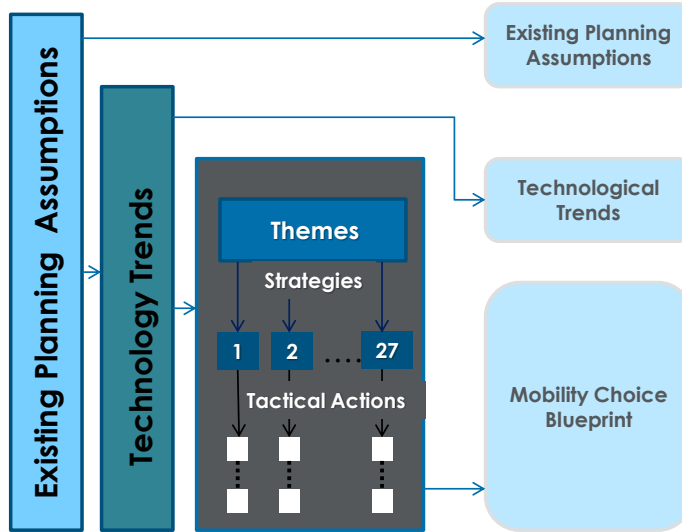 Existing Planning Assumptions
Technology Trends
Themes
Strategies
1
2
....
27
Tactical Actions
Existing Planning
Assumptions
Technological
Trends
Mobility Choice
Blueprint